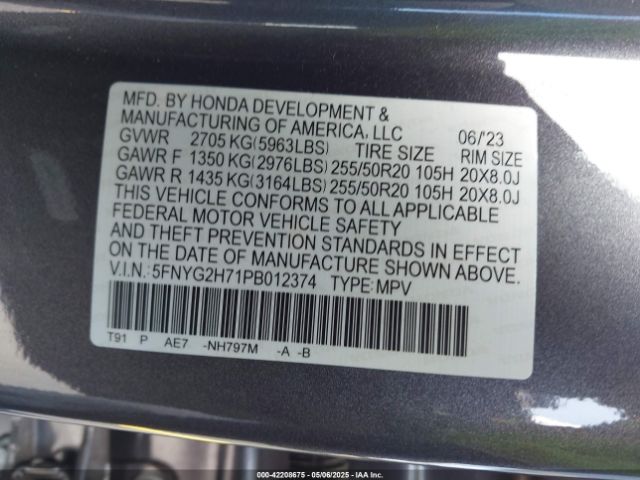 MFD. BY HONDA DEVELOPMENT &
MANUFACTURING OF AMERICA, LLC 06/'23
GVWR 2705 KG(5963LBS) TIRE SIZE RIM SIZE
GAWR F 1350 KG(2976LBS) 255/50R20 105H 20X8.0J
GAWR R 1435 KG(3164LBS) 255/50R20 105H 20X8.0J
THIS VEHICLE CONFORMS TO ALL APPLICABLE
FEDERAL MOTOR VEHICLE SAFETY
AND THEFT PREVENTION STANDARDS IN EFFECT
ON THE DATE OF MANUFACTURE SHOWN ABOVE.
V.I.N.: 5FNYG2H71PB012374 TYPE: MPV
T91 P AE7 -NH797M -A -B
000-42208675 - 05/06/2025 - IAA Inc.